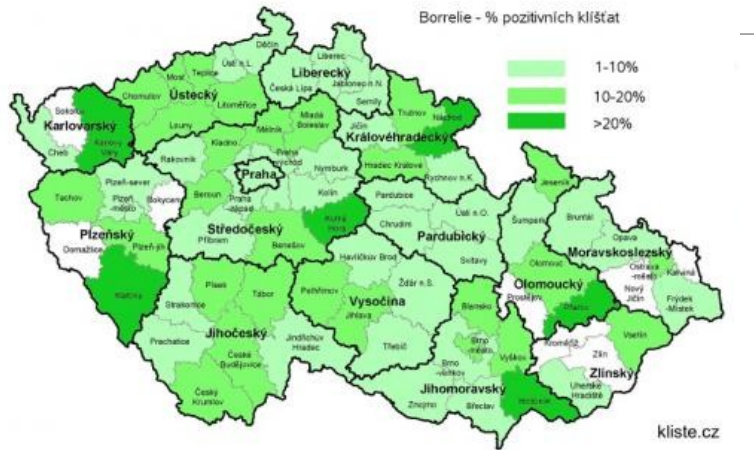 Borrelie - % pozitivních klíšťat
1-10%
10-20%
>20%
Děčín
Ústí n.L.
Teplice
Most
Chomutov
Ústecký
Litoměřice
Louny
Liberec
Liberecký
Jablonec n.N.
Česká Lípa
Semily
Sokolov
Karlovarský
Karlovy
Vary
Cheb
Mladá
Boleslav
Mělník
Kladno
Rakovník
Praha
Praha
východ
Nymburk
Kolín
Beroun
Praha
západ
Kutná
Hora
Středočeský
Příbram
Benešov
Trutnov
Náchod
Jičín
Královéhradecký
Hradec Králové
Rychnov n.K.
Tachov
Plzeň-sever
Plzeň
město
Rokycany
Plzeňský
Plzeň-jih
Domažlice
Klatovy
Pardubice
Ústí n.O.
Chrudim
Pardubický
Svitavy
Jeseník
Šumperk
Bruntál
Opava
Moravskoslezský
Ostrava
město
Karviná
Nový
Jičín
Frýdek
-Místek
Olomouc
Olomoucký
Prostějov
Přerov
Havlíčkův Brod
Žďár n.S.
Pelhřimov
Vysočina
Jihlava
Třebíč
Písek
Tábor
Strakonice
Jihočeský
Prachatice
Jindřichův
Hradec
České
Budějovice
Český
Krumlov
Blansko
Brno
město
Vyškov
Brno
venkov
Jihomoravský
Znojmo
Břeclav
Hodonín
Kroměříž
Vsetín
Zlín
Zlínský
Uherské
Hradiště
kliste.cz